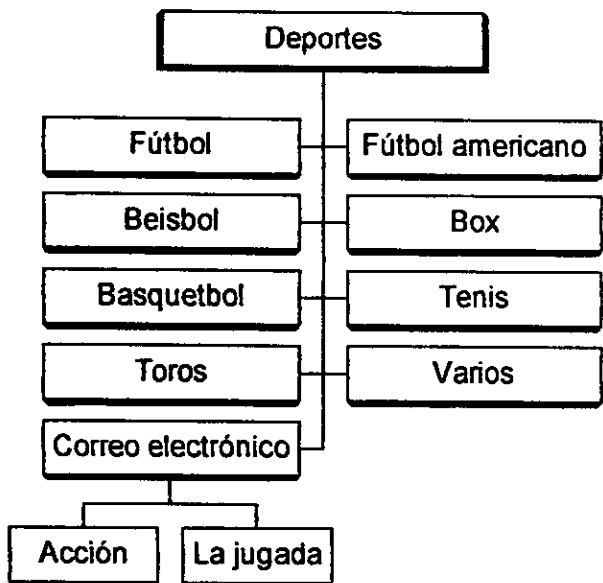 Deportes
Fútbol
Fútbol americano
Beisbol
Box
Basquetbol
Tenis
Toros
Varios
Correo electrónico
Acción
La jugada